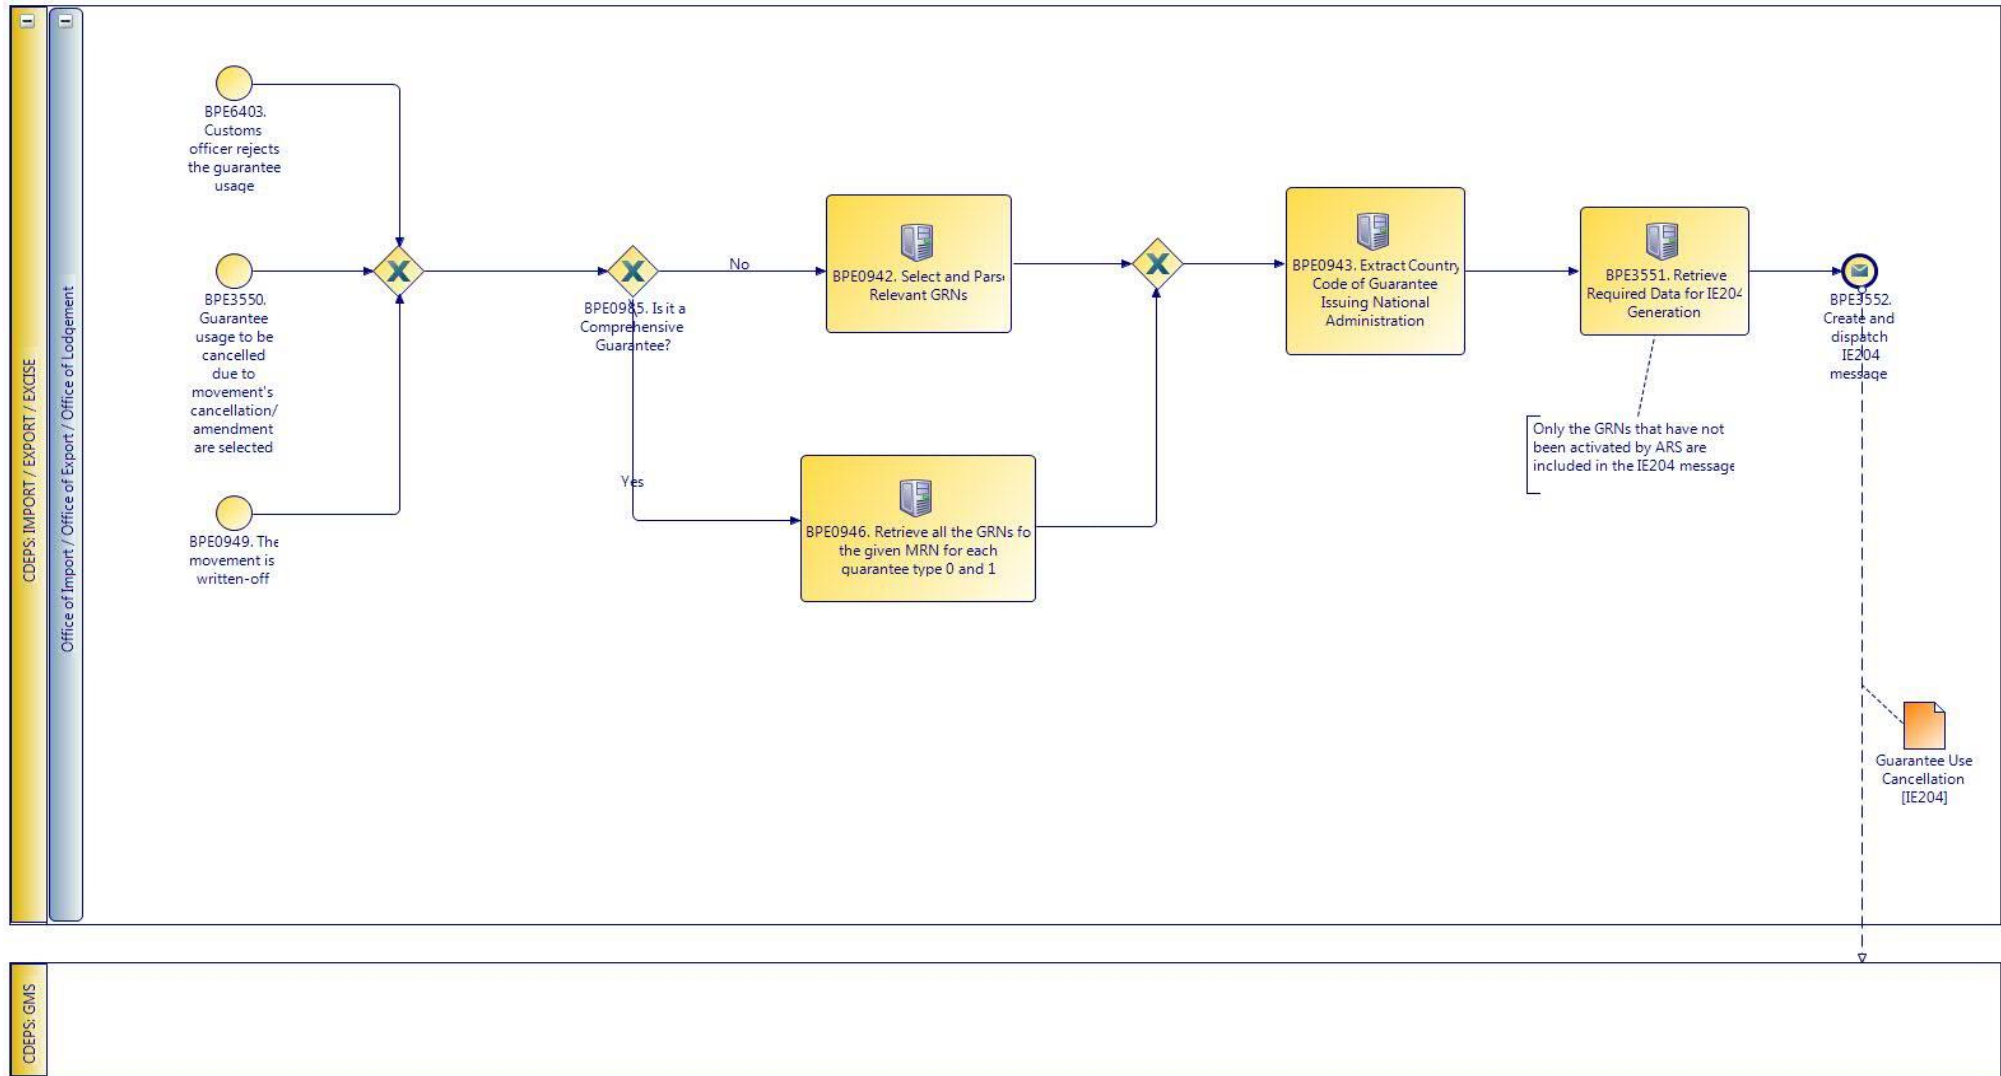 CDEPS: IMPORT / EXPORT / EXCISE
Office of Import / Office of Export / Office of Lodgement
BPE6403.
Customs
officer rejects
the guarantee
usage
BPE3550.
Guarantee
usage to be
cancelled
due to
movement's
cancellation/
amendment
are selected
BPE0949. The
movement is
written-off
BPE0985. Is it a
Comprehensive
Guarantee?
No
Yes
BPE0942. Select and Parse
Relevant GRNs
BPE0946. Retrieve all the GRNs fo
the given MRN for each
guarantee type 0 and 1
BPE0943. Extract Country
Code of Guarantee
Issuing National
Administration
BPE3551. Retrieve
Required Data for IE204
Generation
Only the GRNs that have not
been activated by ARS are
included in the IE204 message
BPE3552.
Create and
dispatch
IE204
message
Guarantee Use
Cancellation
[IE204]
CDEPS: GMS